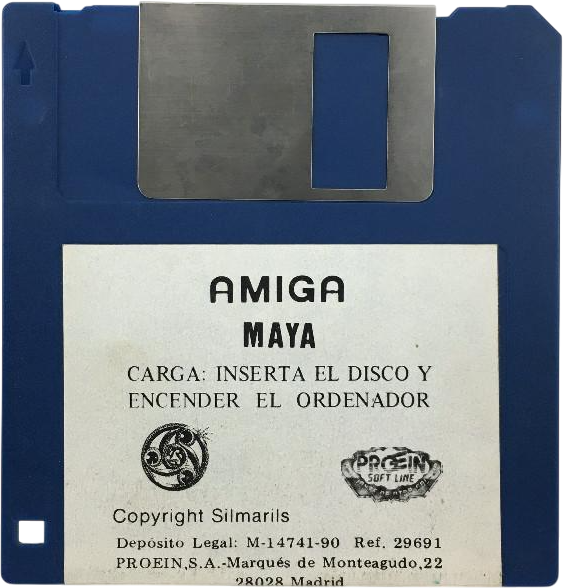 AMIGA
MAYA
CARGA: INSERTA EL DISCO Y
ENCENDER EL ORDENADOR
PROEIN
SOFT LINE
Copyright Silmarils
Depósito Legal: M-14741-90 Ref. 29691
PROEIN,S.A.-Marqués de Monteagudo,22
28028 Madrid